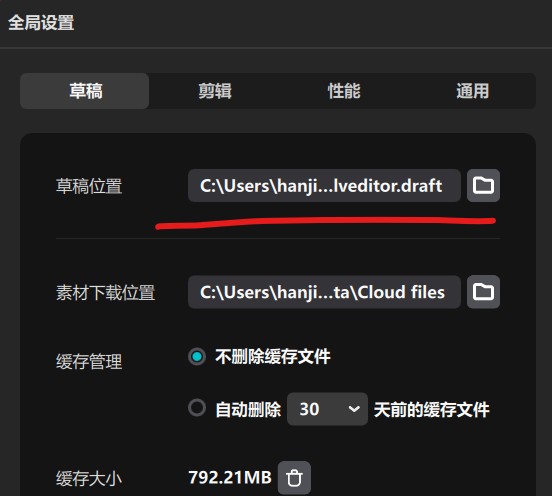 全局设置
草稿 剪辑 性能 通用
草稿位置 C:\Users\hanji...lveditor.draft
素材下载位置 C:\Users\hanji...ta\Cloud files
缓存管理 不删除缓存文件
自动删除 30 天前的缓存文件
缓存大小 792.21MB